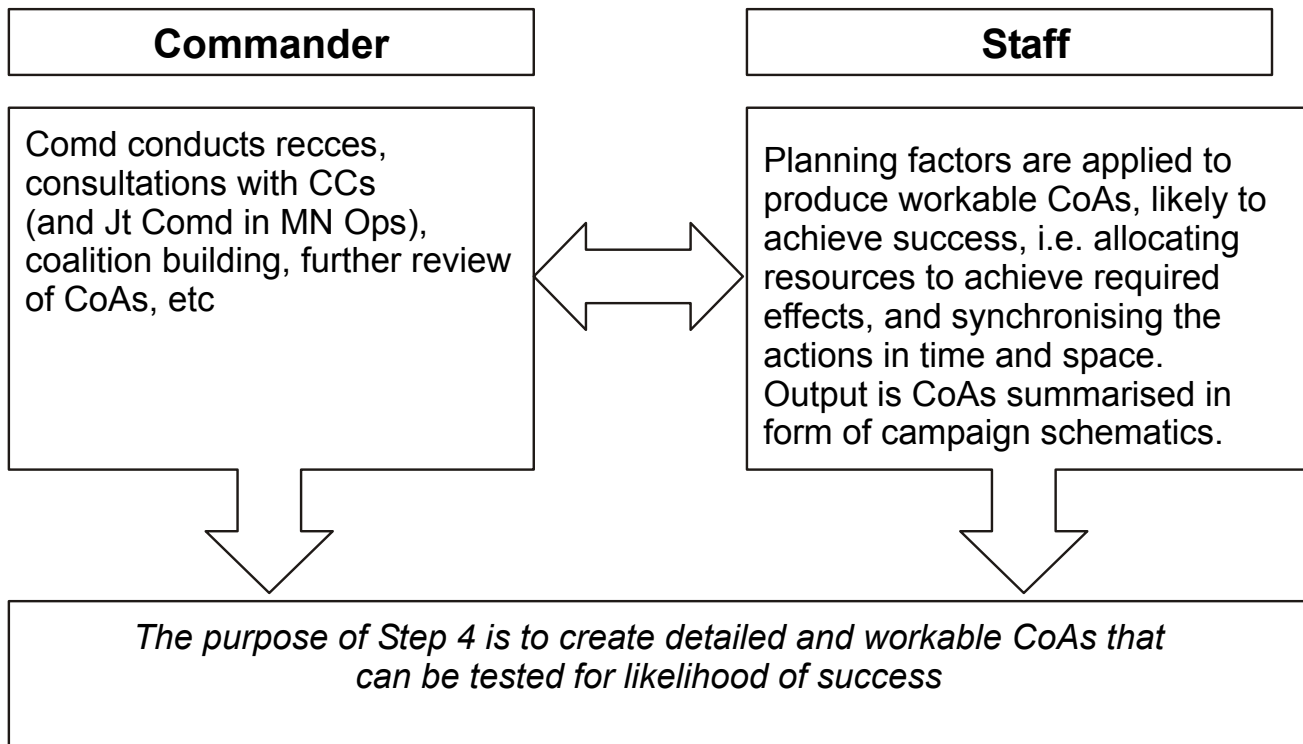 Commander
Staff
Comd conducts recces,
consultations with CCs
(and Jt Comd in MN Ops),
coalition building, further review
of CoAs, etc
Planning factors are applied to
produce workable CoAs, likely to
achieve success, i.e. allocating
resources to achieve required
effects, and synchronising the
actions in time and space.
Output is CoAs summarised in
form of campaign schematics.
The purpose of Step 4 is to create detailed and workable CoAs that
can be tested for likelihood of success